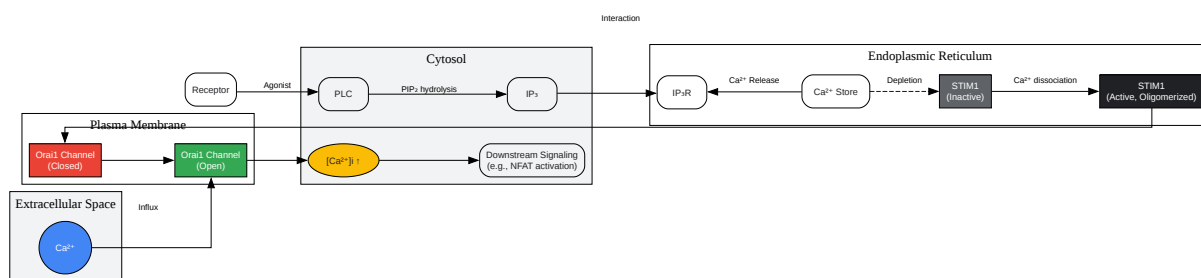 Interaction
Cytosol
Endoplasmic Reticulum
Receptor
Agonist
PLC
PIP₂ hydrolysis
IP₃
IP₃R
Ca²⁺ Release
Ca²⁺ Store
Depletion
STIM1
(Inactive)
Ca²⁺ dissociation
STIM1
(Active, Oligomerized)
Plasma Membrane
Orai1 Channel
(Closed)
Orai1 Channel
(Open)
[Ca²⁺]i ↑
Downstream Signaling
(e.g., NFAT activation)
Extracellular Space
Influx
Ca²⁺